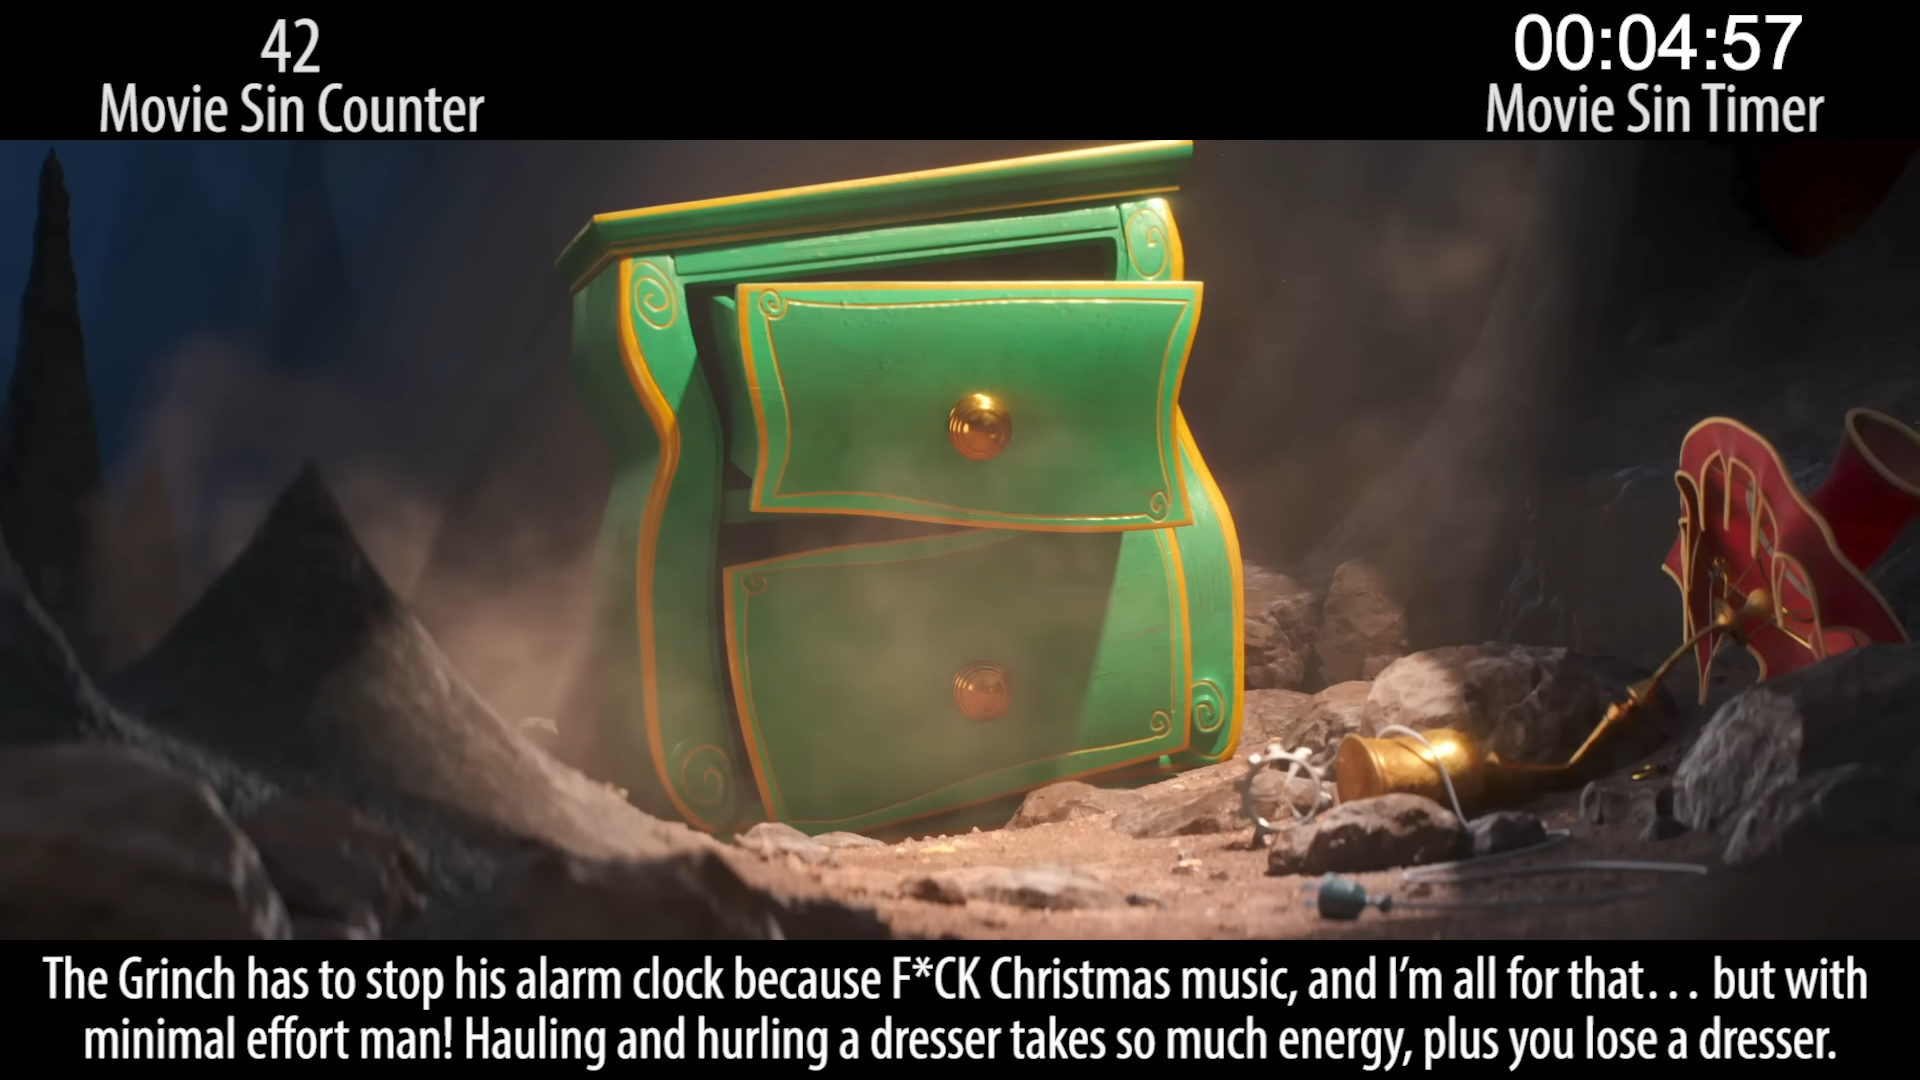 42
Movie Sin Counter
00:04:57
Movie Sin Timer
The Grinch has to stop his alarm clock because F*CK Christmas music, and I’m all for that… but with
minimal effort man! Hauling and hurling a dresser takes so much energy, plus you lose a dresser.